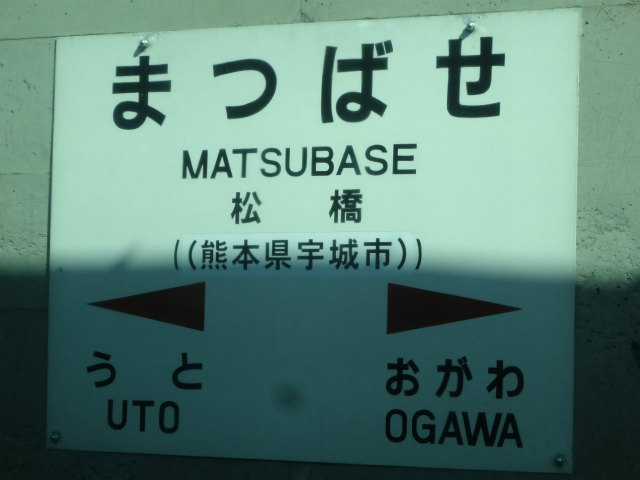 まつばせ
MATSUBASE
松橋
((熊本県宇城市))
うと おがわ
UTO OGAWA